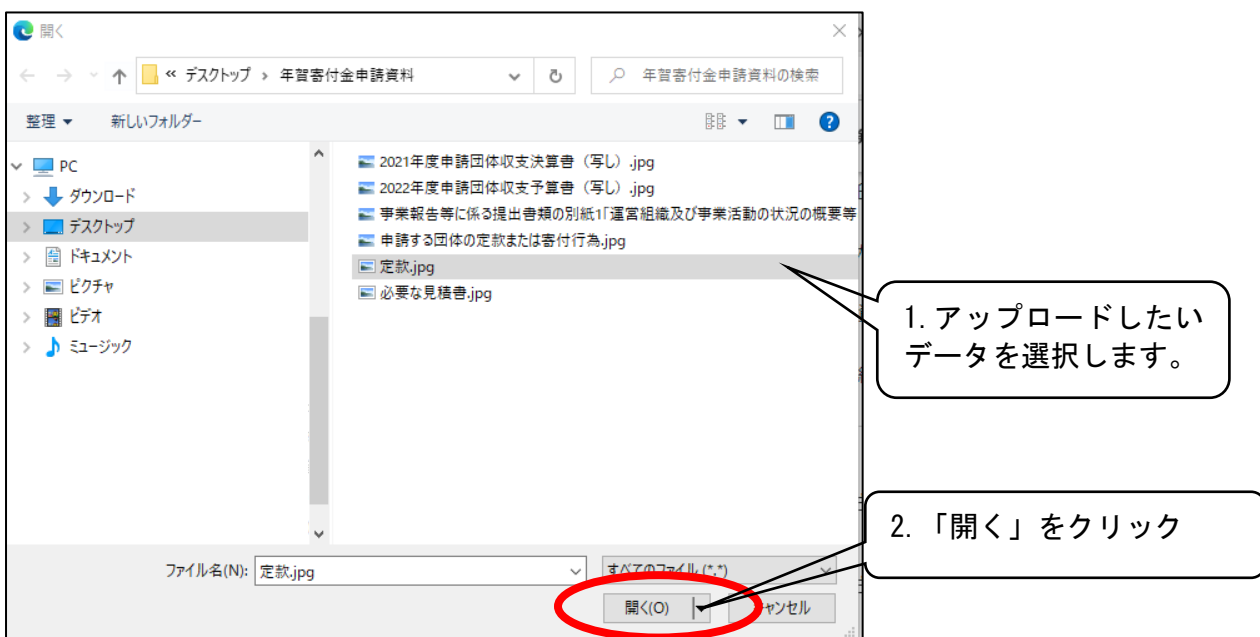 開く
« デスクトップ › 年賀寄付金申請資料
年賀寄付金申請資料の検索
整理 ▼ 新しいフォルダー
PC
ダウンロード
デスクトップ
ドキュメント
ピクチャ
ビデオ
ミュージック
2021年度申請団体収支決算書（写し）.jpg
2022年度申請団体収支予算書（写し）.jpg
事業報告等に係る提出書類の別紙1「運営組織及び事業活動の状況の概要等
申請する団体の定款または寄付行為.jpg
定款.jpg
必要な見積書.jpg
1. アップロードしたい
データを選択します。
2. 「開く」をクリック
ファイル名(N): 定款.jpg
すべてのファイル (*.*)
開く(O) キャンセル